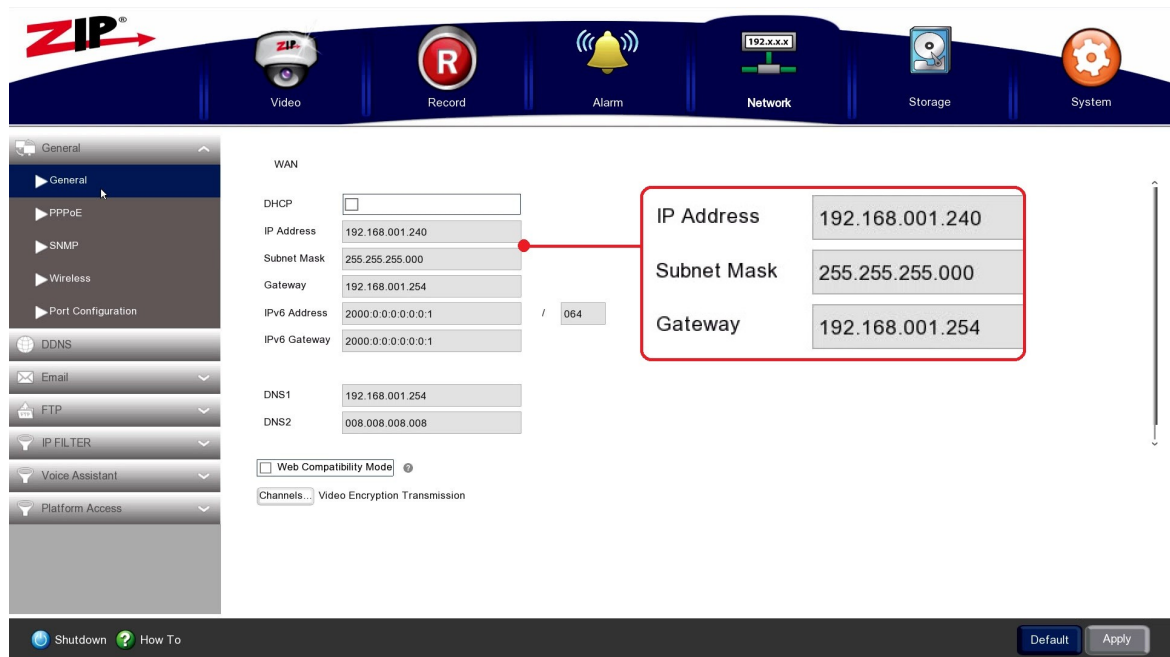 ZIP®
ZIP
R
192.x.x.x
Video
Record
Alarm
Network
Storage
System
General
General
PPPoE
SNMP
Wireless
Port Configuration
DDNS
Email
FTP
IP FILTER
Voice Assistant
Platform Access
WAN
DHCP
IP Address 192.168.001.240
Subnet Mask 255.255.255.000
Gateway 192.168.001.254
IPv6 Address 2000:0:0:0:0:0:0:1 / 064
IPv6 Gateway 2000:0:0:0:0:0:0:1
DNS1 192.168.001.254
DNS2 008.008.008.008
Web Compatibility Mode ?
Channels... Video Encryption Transmission
IP Address 192.168.001.240
Subnet Mask 255.255.255.000
Gateway 192.168.001.254
Shutdown ? How To
Default Apply